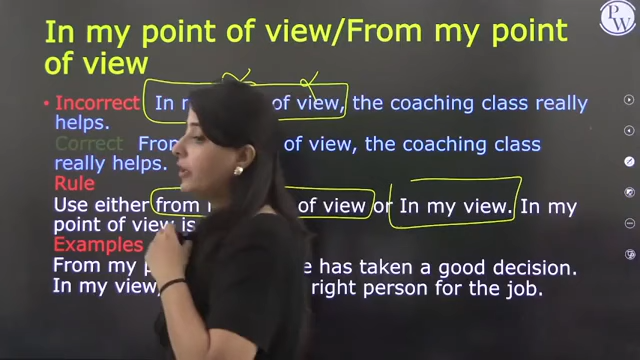 In my point of view/From my point
of view
PW
• Incorrect In of view, the coaching class really
helps.
Correct of view, the coaching class
really helps.
Rule
Use either from of view or In my view. In my
point of view is
Examples
From my has taken a good decision.
In my view, right person for the job.